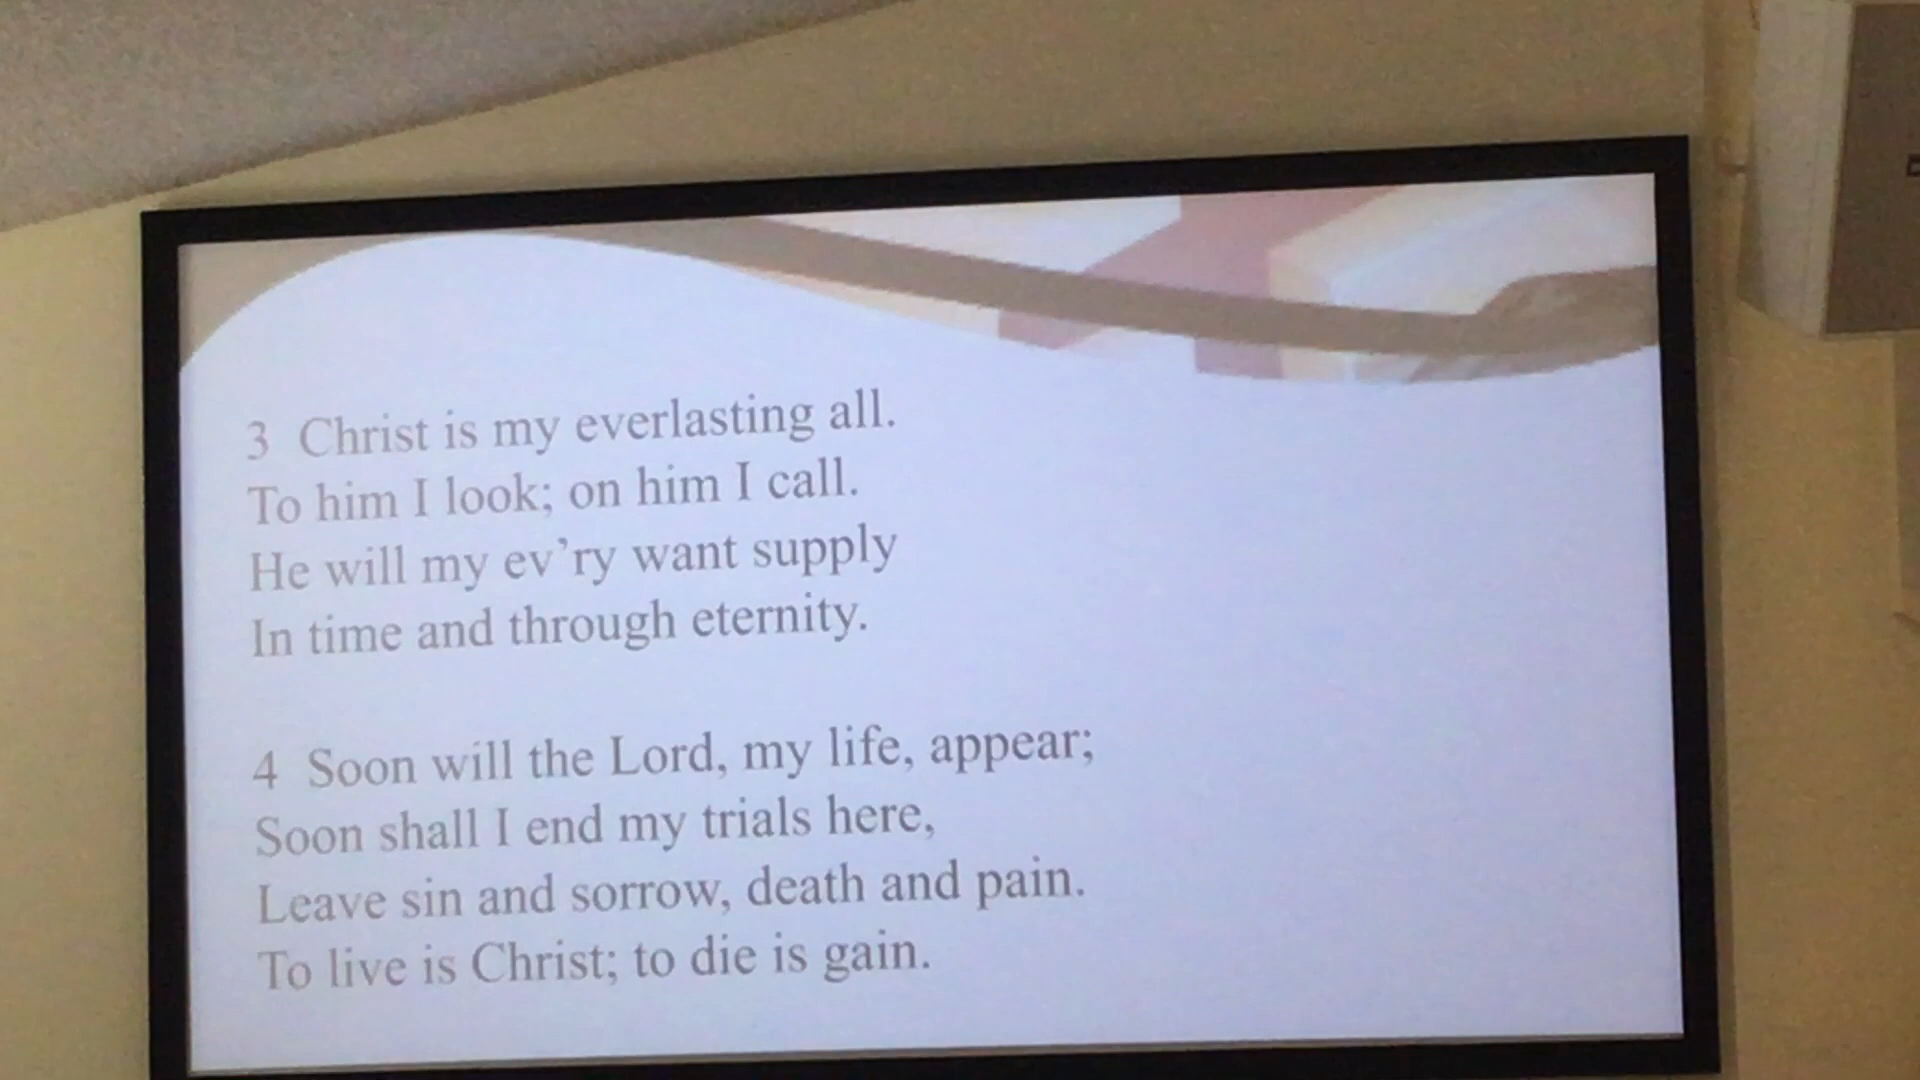 3 Christ is my everlasting all.
To him I look; on him I call.
He will my ev’ry want supply
In time and through eternity.
4 Soon will the Lord, my life, appear;
Soon shall I end my trials here,
Leave sin and sorrow, death and pain.
To live is Christ; to die is gain.